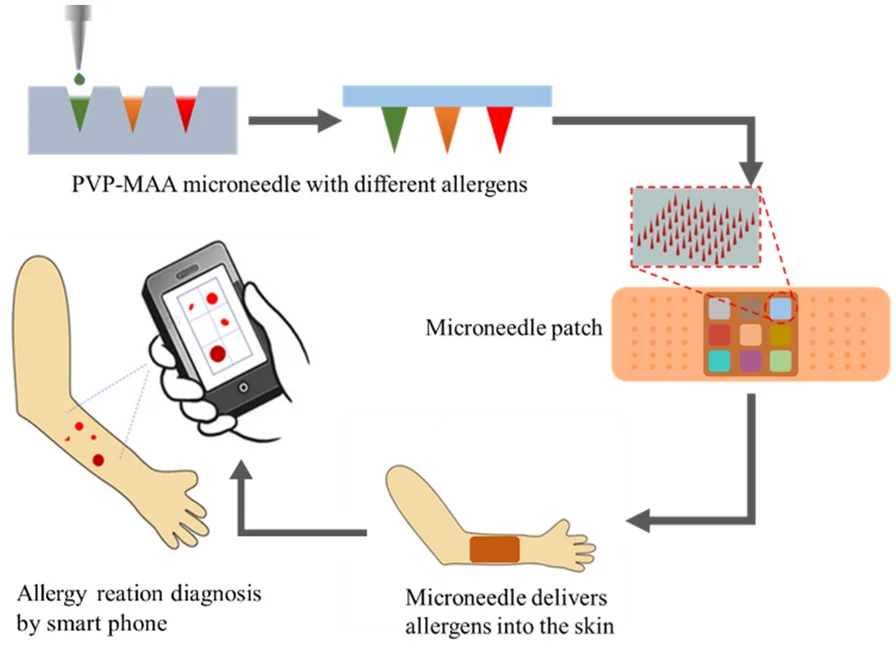 PVP-MAA microneedle with different allergens
Microneedle patch
Microneedle delivers
allergens into the skin
Allergy reation diagnosis
by smart phone